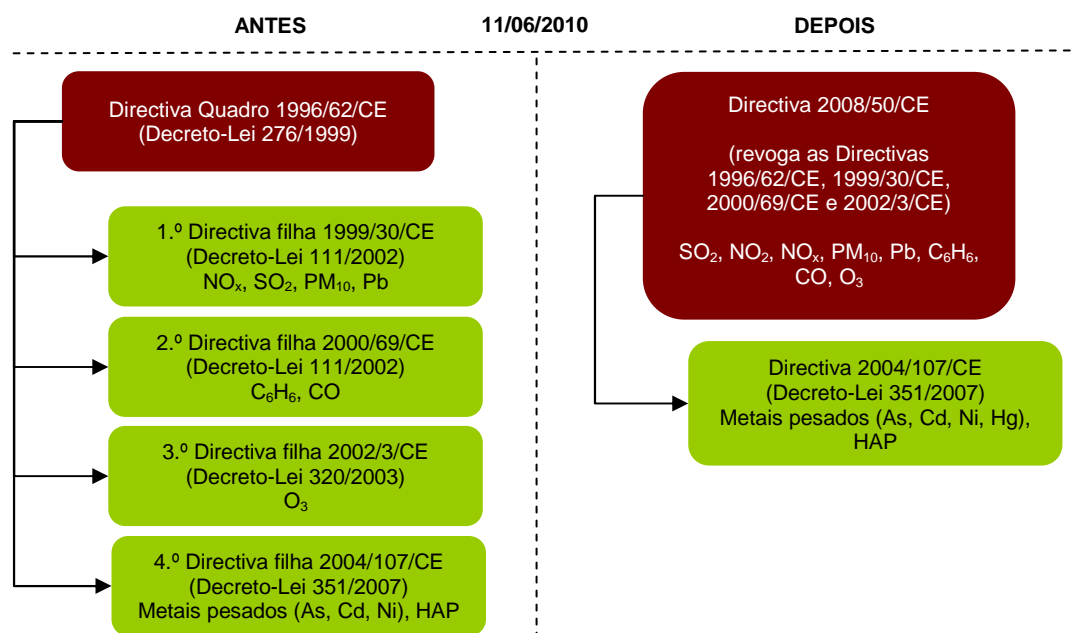 ANTES 11/06/2010 DEPOIS
Directiva Quadro 1996/62/CE
(Decreto-Lei 276/1999)
1.º Directiva filha 1999/30/CE
(Decreto-Lei 111/2002)
NOₓ, SO₂, PM₁₀, Pb
2.º Directiva filha 2000/69/CE
(Decreto-Lei 111/2002)
C₆H₆, CO
3.º Directiva filha 2002/3/CE
(Decreto-Lei 320/2003)
O₃
4.º Directiva filha 2004/107/CE
(Decreto-Lei 351/2007)
Metais pesados (As, Cd, Ni), HAP
Directiva 2008/50/CE
(revoga as Directivas
1996/62/CE, 1999/30/CE,
2000/69/CE e 2002/3/CE)
SO₂, NO₂, NOₓ, PM₁₀, Pb, C₆H₆,
CO, O₃
Directiva 2004/107/CE
(Decreto-Lei 351/2007)
Metais pesados (As, Cd, Ni, Hg),
HAP